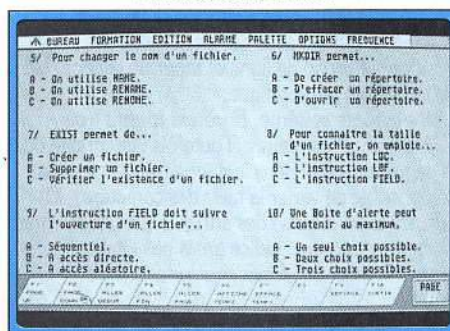 BUREAU FORMATION EDITION ALARME PALETTE OPTIONS FREQUENCE
5/ Pour changer le nom d'un fichier.
A - On utilise NAME.
B - On utilise RENAME.
C - On utilise RENOME.
6/ MKDIR permet...
A - De créer un répertoire.
B - D'effacer un répertoire.
C - D'ouvrir un répertoire.
7/ EXIST permet de...
A - Créer un fichier.
B - Supprimer un fichier.
C - Vérifier l'existence d'un fichier.
8/ Pour connaitre la taille
d'un fichier, on emploie...
A - L'instruction LOC.
B - L'instruction LOF.
C - L'instruction FIELD.
9/ L'instruction FIELD doit suivre
l'ouverture d'un fichier...
A - Séquentiel.
B - A accès directe.
C - A accès aléatoire.
10/ Une Boite d'alerte peut
contenir au maximum.
A - Un seul choix possible.
B - Deux choix possibles.
C - Trois choix possibles.
PAGE